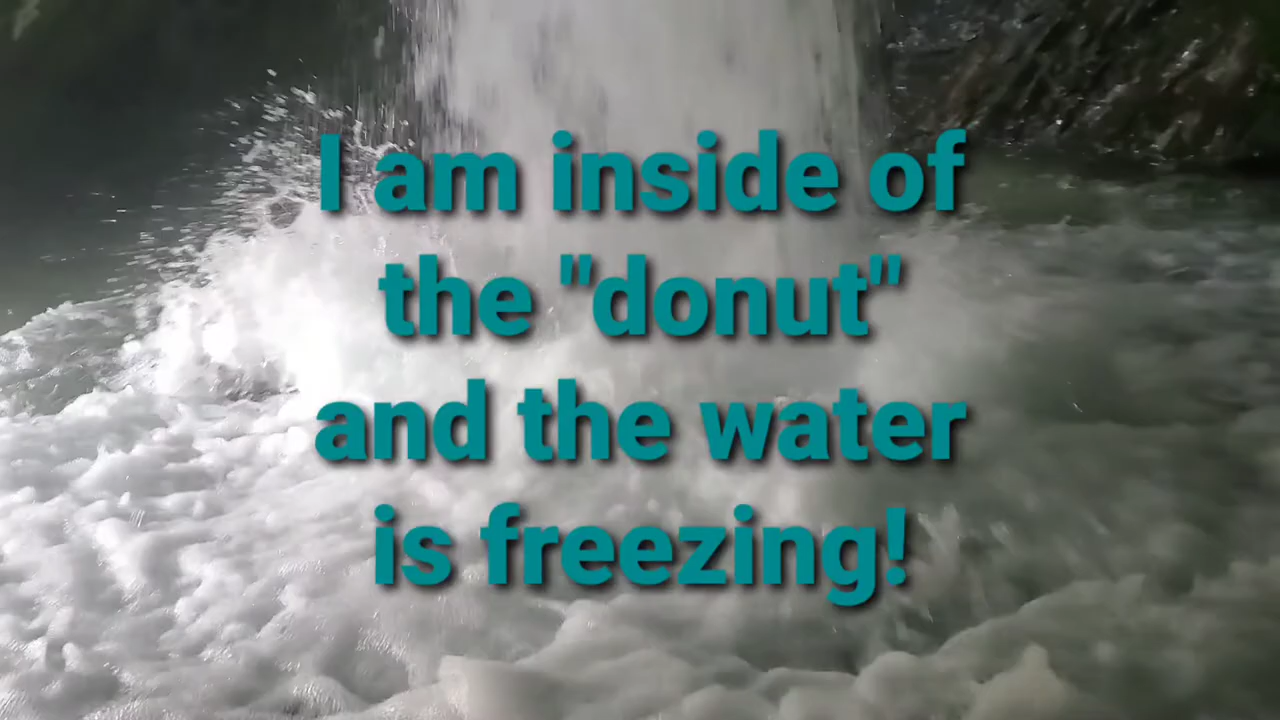 I am inside of
the "donut"
and the water
is freezing!